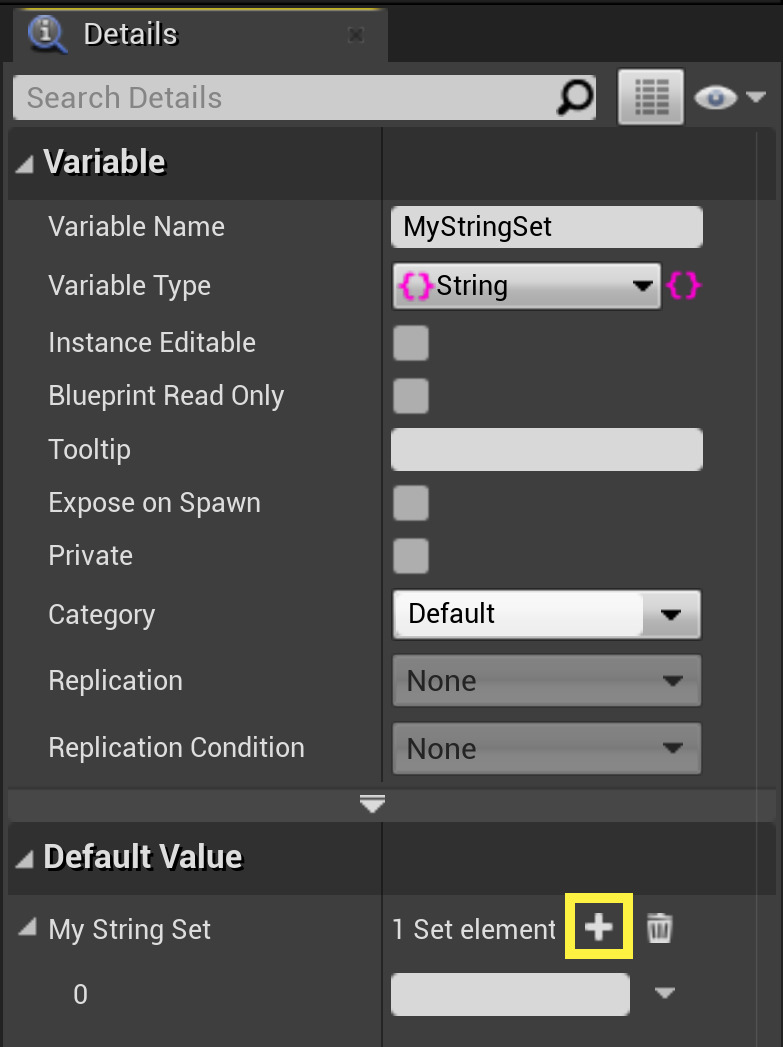 Details
Search Details
Variable
Variable Name MyStringSet
Variable Type String
Instance Editable
Blueprint Read Only
Tooltip
Expose on Spawn
Private
Category Default
Replication None
Replication Condition None
Default Value
My String Set 1 Set element
0